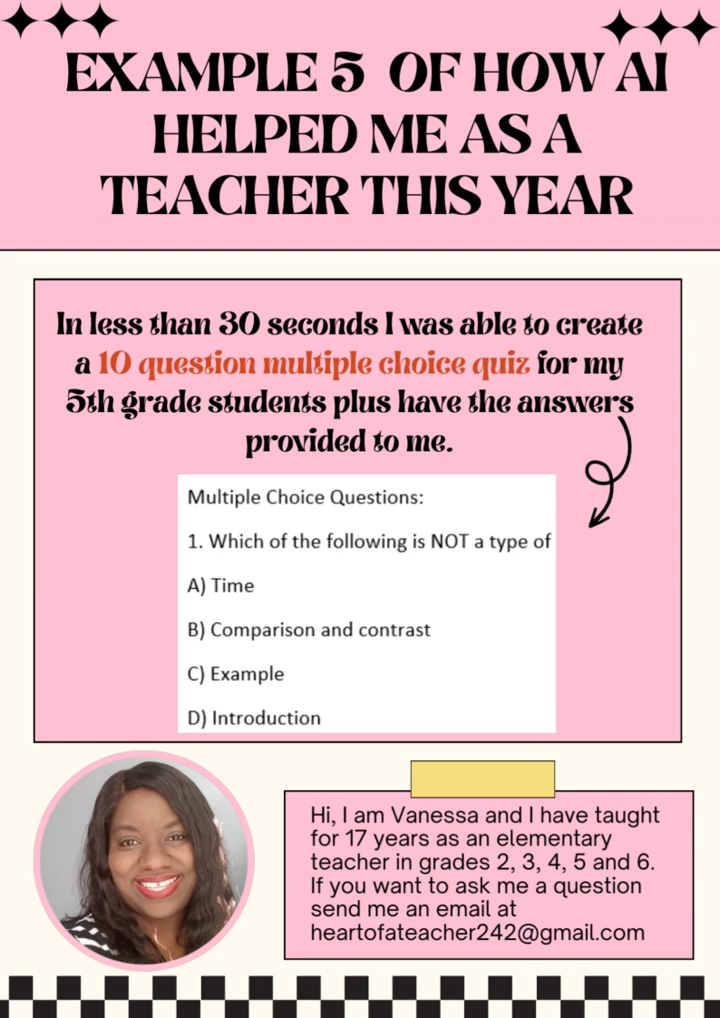 EXAMPLE 5 OF HOW AI
HELPED ME AS A
TEACHER THIS YEAR
In less than 30 seconds I was able to create
a 10 question multiple choice quiz for my
5th grade students plus have the answers
provided to me.
Multiple Choice Questions:
1. Which of the following is NOT a type of
A) Time
B) Comparison and contrast
C) Example
D) Introduction
Hi, I am Vanessa and I have taught
for 17 years as an elementary
teacher in grades 2, 3, 4, 5 and 6.
If you want to ask me a question
send me an email at
heartofateacher242@gmail.com